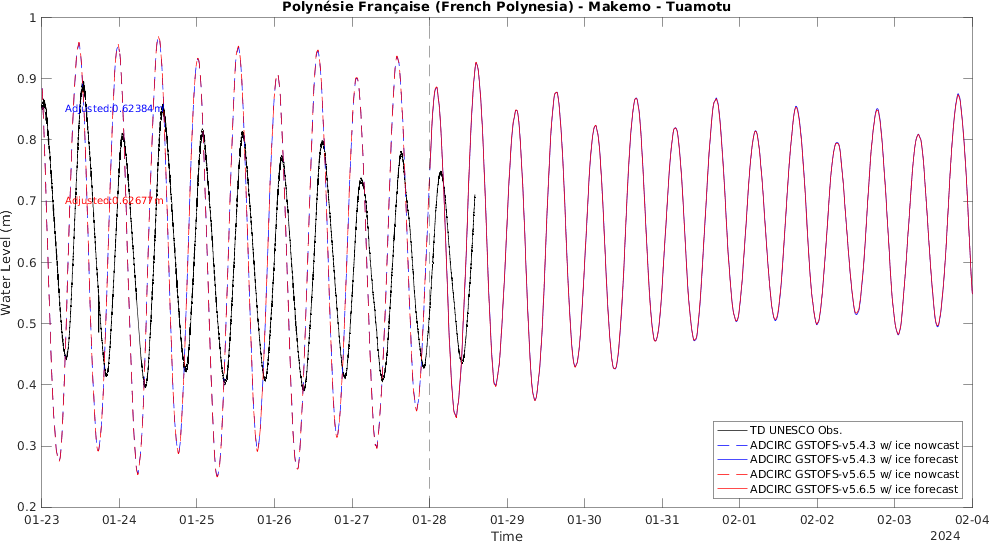 Polynésie Française (French Polynesia) - Makemo - Tuamotu
1
0.9
0.8
0.7
0.6
0.5
0.4
0.3
0.2
Water Level (m)
Adjusted:0.62384m
Adjusted:0.62677m
TD UNESCO Obs.
ADCIRC GSTOFS-v5.4.3 w/ ice nowcast
ADCIRC GSTOFS-v5.4.3 w/ ice forecast
ADCIRC GSTOFS-v5.6.5 w/ ice nowcast
ADCIRC GSTOFS-v5.6.5 w/ ice forecast
01-23 01-24 01-25 01-26 01-27 01-28 01-29 01-30 01-31 02-01 02-02 02-03 02-04
Time
2024